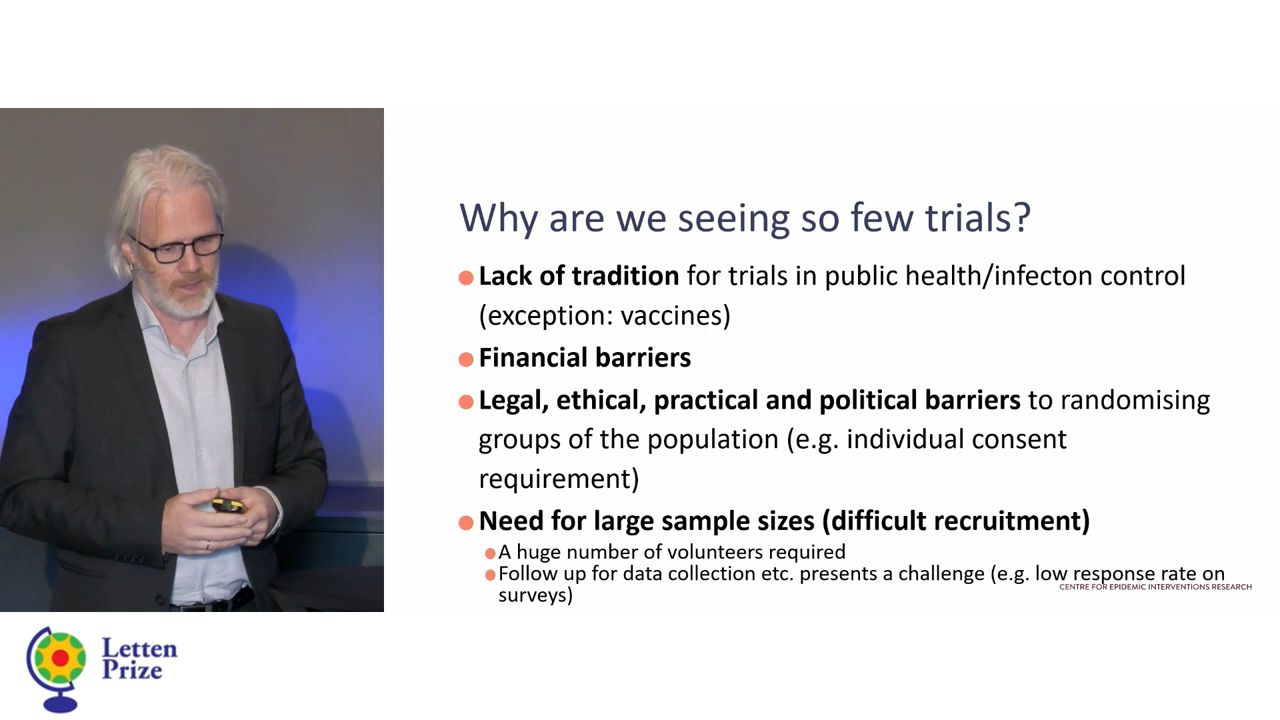 Why are we seeing so few trials?
Lack of tradition for trials in public health/infecton control
(exception: vaccines)
Financial barriers
Legal, ethical, practical and political barriers to randomising
groups of the population (e.g. individual consent
requirement)
Need for large sample sizes (difficult recruitment)
A huge number of volunteers required
Follow up for data collection etc. presents a challenge (e.g. low response rate on
surveys)
CENTRE FOR EPIDEMIC INTERVENTIONS RESEARCH
Letten
Prize